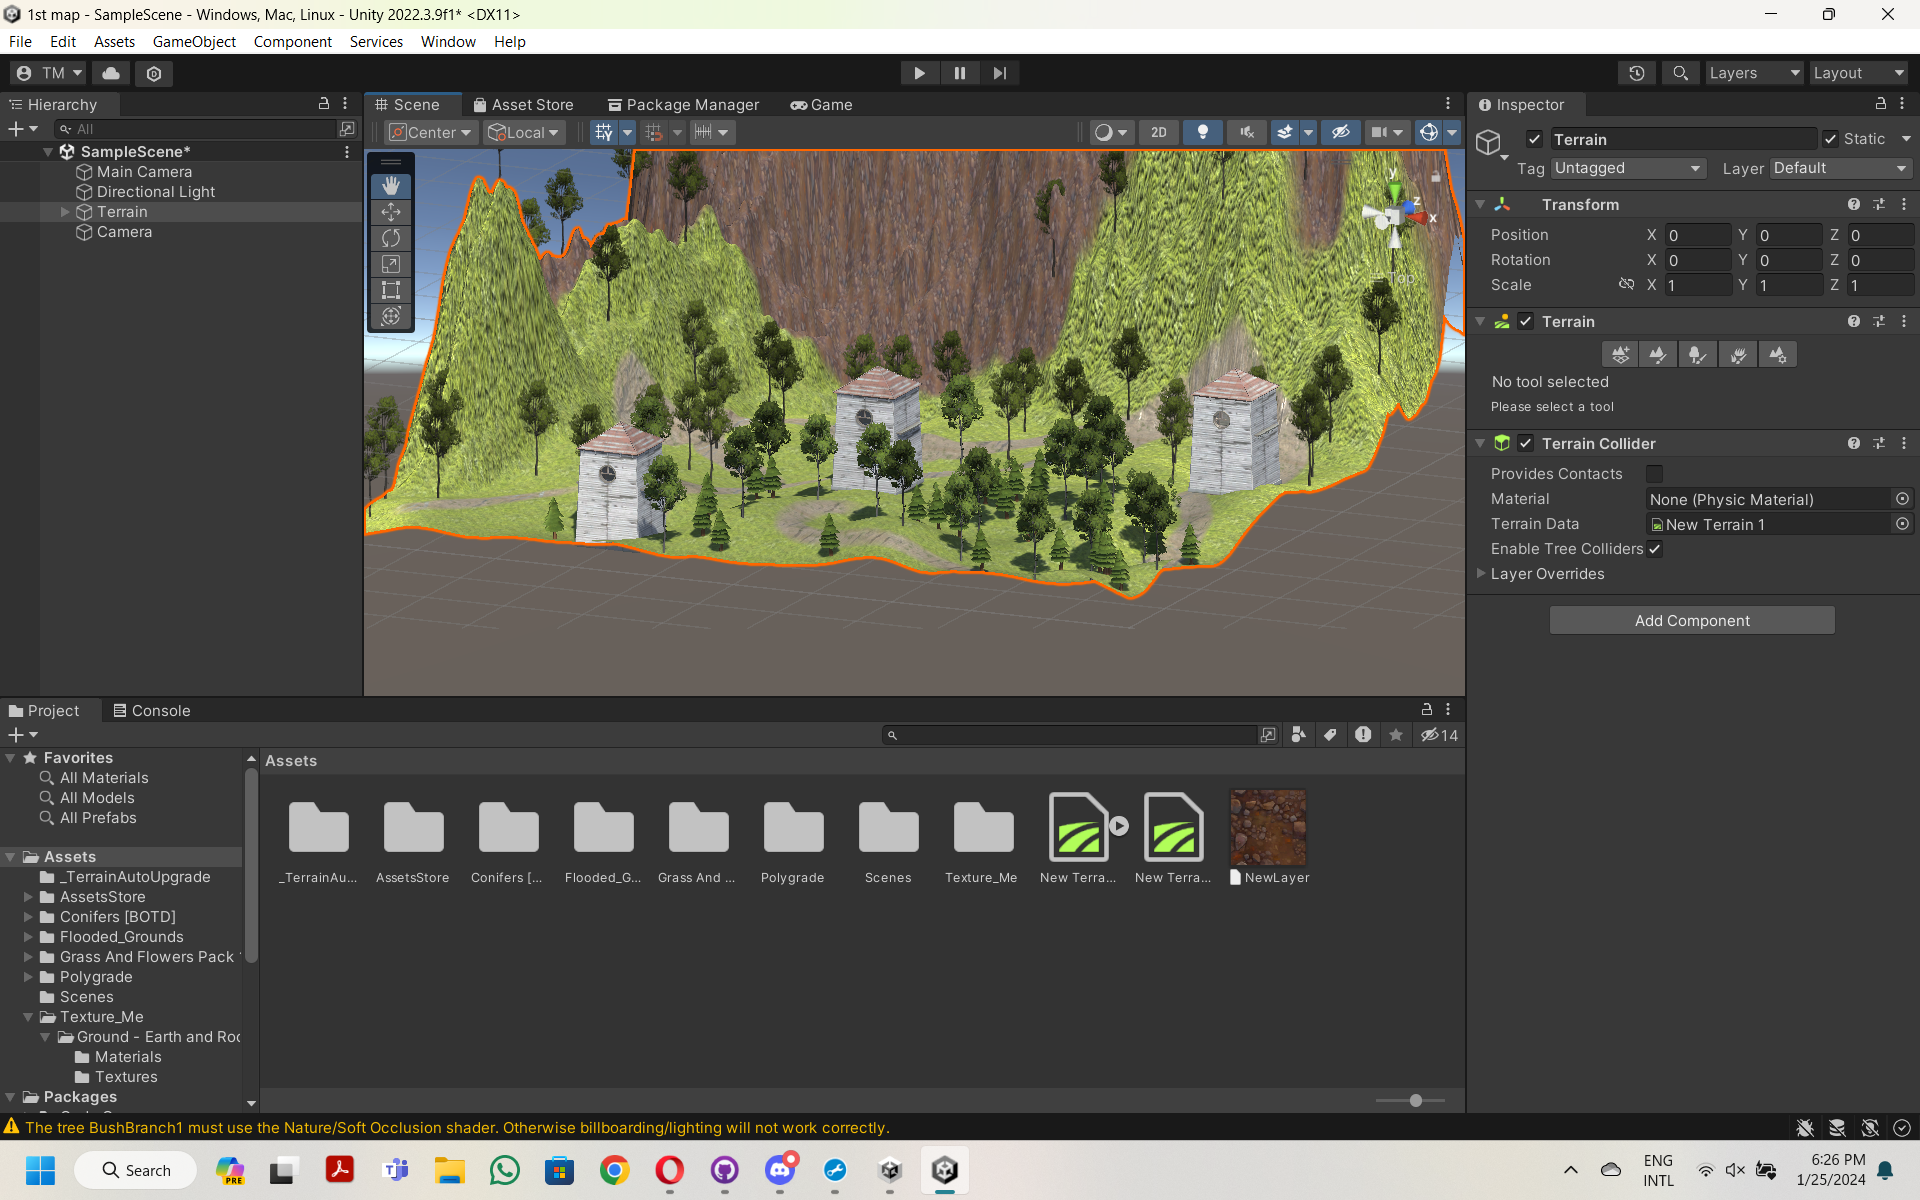 1st map - SampleScene - Windows, Mac, Linux - Unity 2022.3.9f1* <DX11>
File Edit Assets GameObject Component Services Window Help
TM
Layers Layout
Hierarchy
All
SampleScene*
Main Camera
Directional Light
Terrain
Camera
Scene Asset Store Package Manager Game
Center Local 2D
y
z
x
Top
Inspector
Terrain Static
Tag Untagged Layer Default
Transform
Position X 0 Y 0 Z 0
Rotation X 0 Y 0 Z 0
Scale X 1 Y 1 Z 1
Terrain
No tool selected
Please select a tool
Terrain Collider
Provides Contacts
Material None (Physic Material)
Terrain Data New Terrain 1
Enable Tree Colliders
Layer Overrides
Add Component
Project Console
14
Favorites
All Materials
All Models
All Prefabs
Assets
_TerrainAutoUpgrade
AssetsStore
Conifers [BOTD]
Flooded_Grounds
Grass And Flowers Pack
Polygrade
Scenes
Texture_Me
Ground - Earth and Roc
Materials
Textures
Packages
Assets
_TerrainAu... AssetsStore Conifers [... Flooded_G... Grass And ... Polygrade Scenes Texture_Me New Terra... New Terra... NewLayer
The tree BushBranch1 must use the Nature/Soft Occlusion shader. Otherwise billboarding/lighting will not work correctly.
Search
PRE
ENG
INTL
6:26 PM
1/25/2024